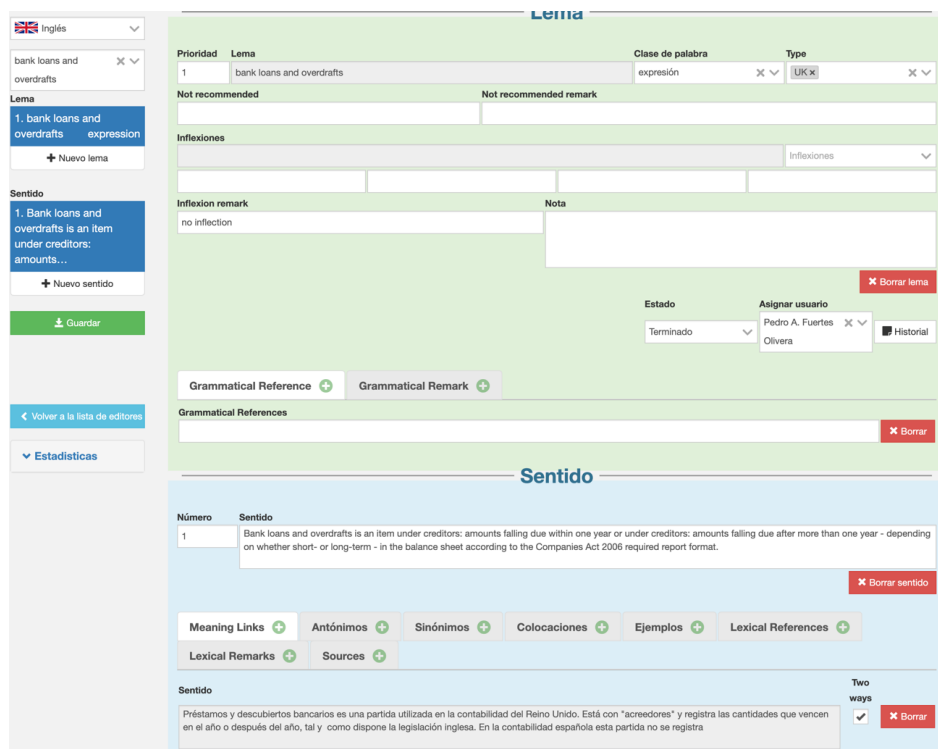 Lema
Inglés
bank loans and
overdrafts
Lema
1. bank loans and
overdrafts expression
+ Nuevo lema
Sentido
1. Bank loans and
overdrafts is an item
under creditors:
amounts...
+ Nuevo sentido
Guardar
Volver a la lista de editores
Estadísticas
Prioridad Lema Clase de palabra Type
1 bank loans and overdrafts expresión UK ×
Not recommended Not recommended remark
Inflexiones
Inflexiones
Inflexion remark Nota
no inflection
Borrar lema
Estado Asignar usuario
Terminado Pedro A. Fuertes
Olivera
Historial
Grammatical Reference Grammatical Remark
Grammatical References
Borrar
Sentido
Número Sentido
1 Bank loans and overdrafts is an item under creditors: amounts falling due within one year or under creditors: amounts falling due after more than one year - depending
on whether short- or long-term - in the balance sheet according to the Companies Act 2006 required report format.
Borrar sentido
Meaning Links Antónimos Sinónimos Colocaciones Ejemplos Lexical References
Lexical Remarks Sources
Sentido Two
ways
Préstamos y descubiertos bancarios es una partida utilizada en la contabilidad del Reino Unido. Está con "acreedores" y registra las cantidades que vencen
en el año o después del año, tal y como dispone la legislación inglesa. En la contabilidad española esta partida no se registra
Borrar